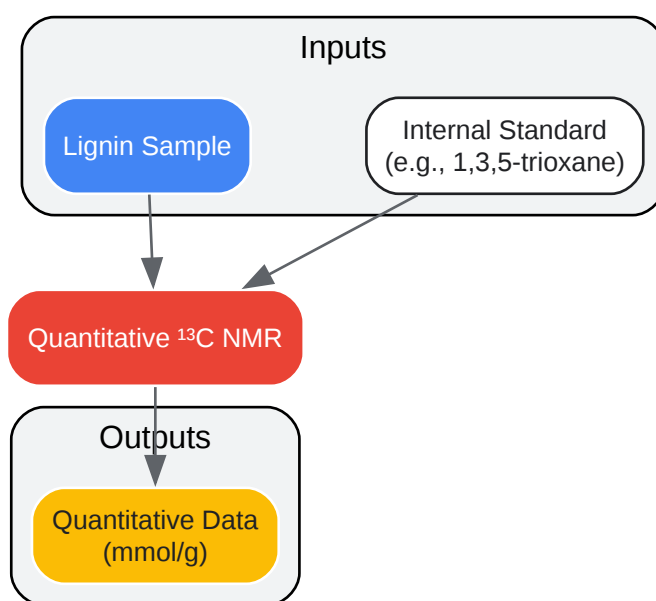 Inputs
Lignin Sample
Internal Standard
(e.g., 1,3,5-trioxane)
Quantitative ¹³C NMR
Outputs
Quantitative Data
(mmol/g)